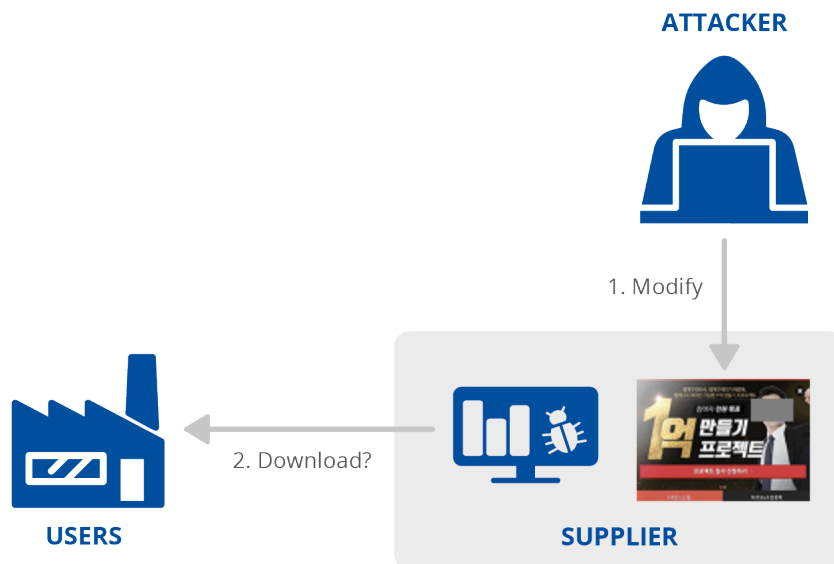 ATTACKER
1. Modify
1억
만들기
프로젝트
2. Download?
USERS
SUPPLIER